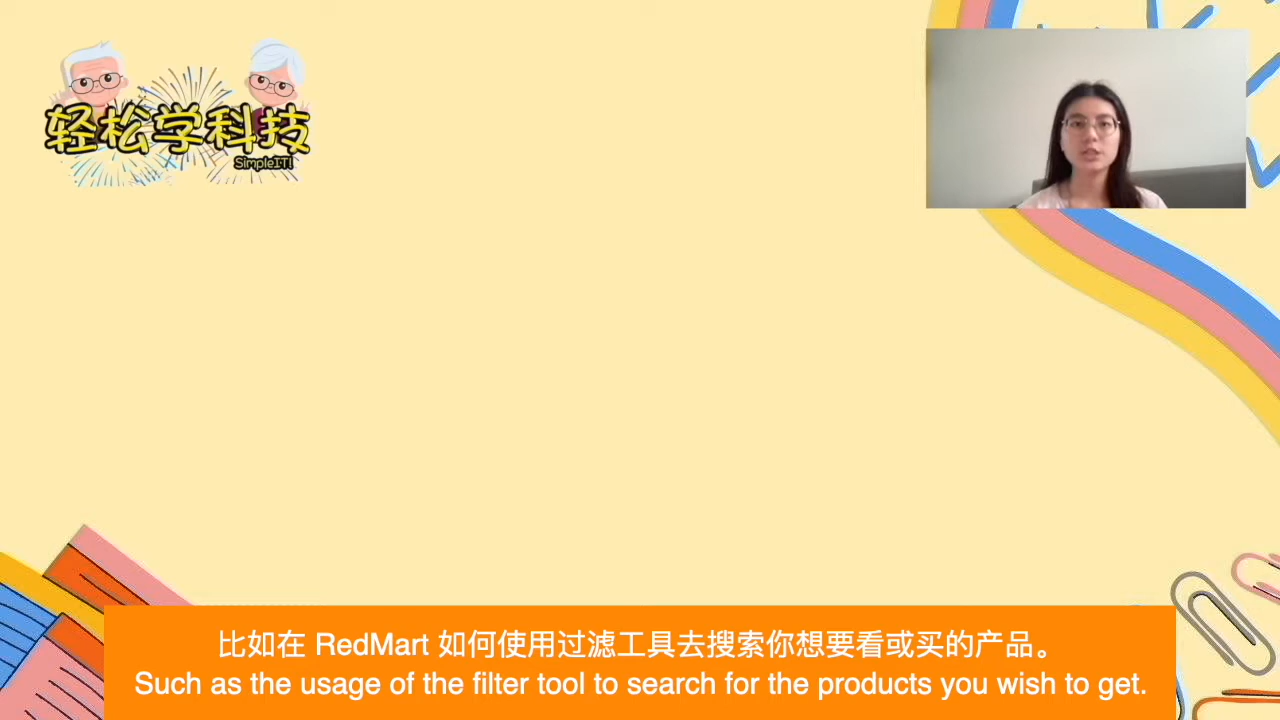 轻松学科技
SimpleIT!
比如在 RedMart 如何使用过滤工具去搜索你想要看或买的产品。
Such as the usage of the filter tool to search for the products you wish to get.